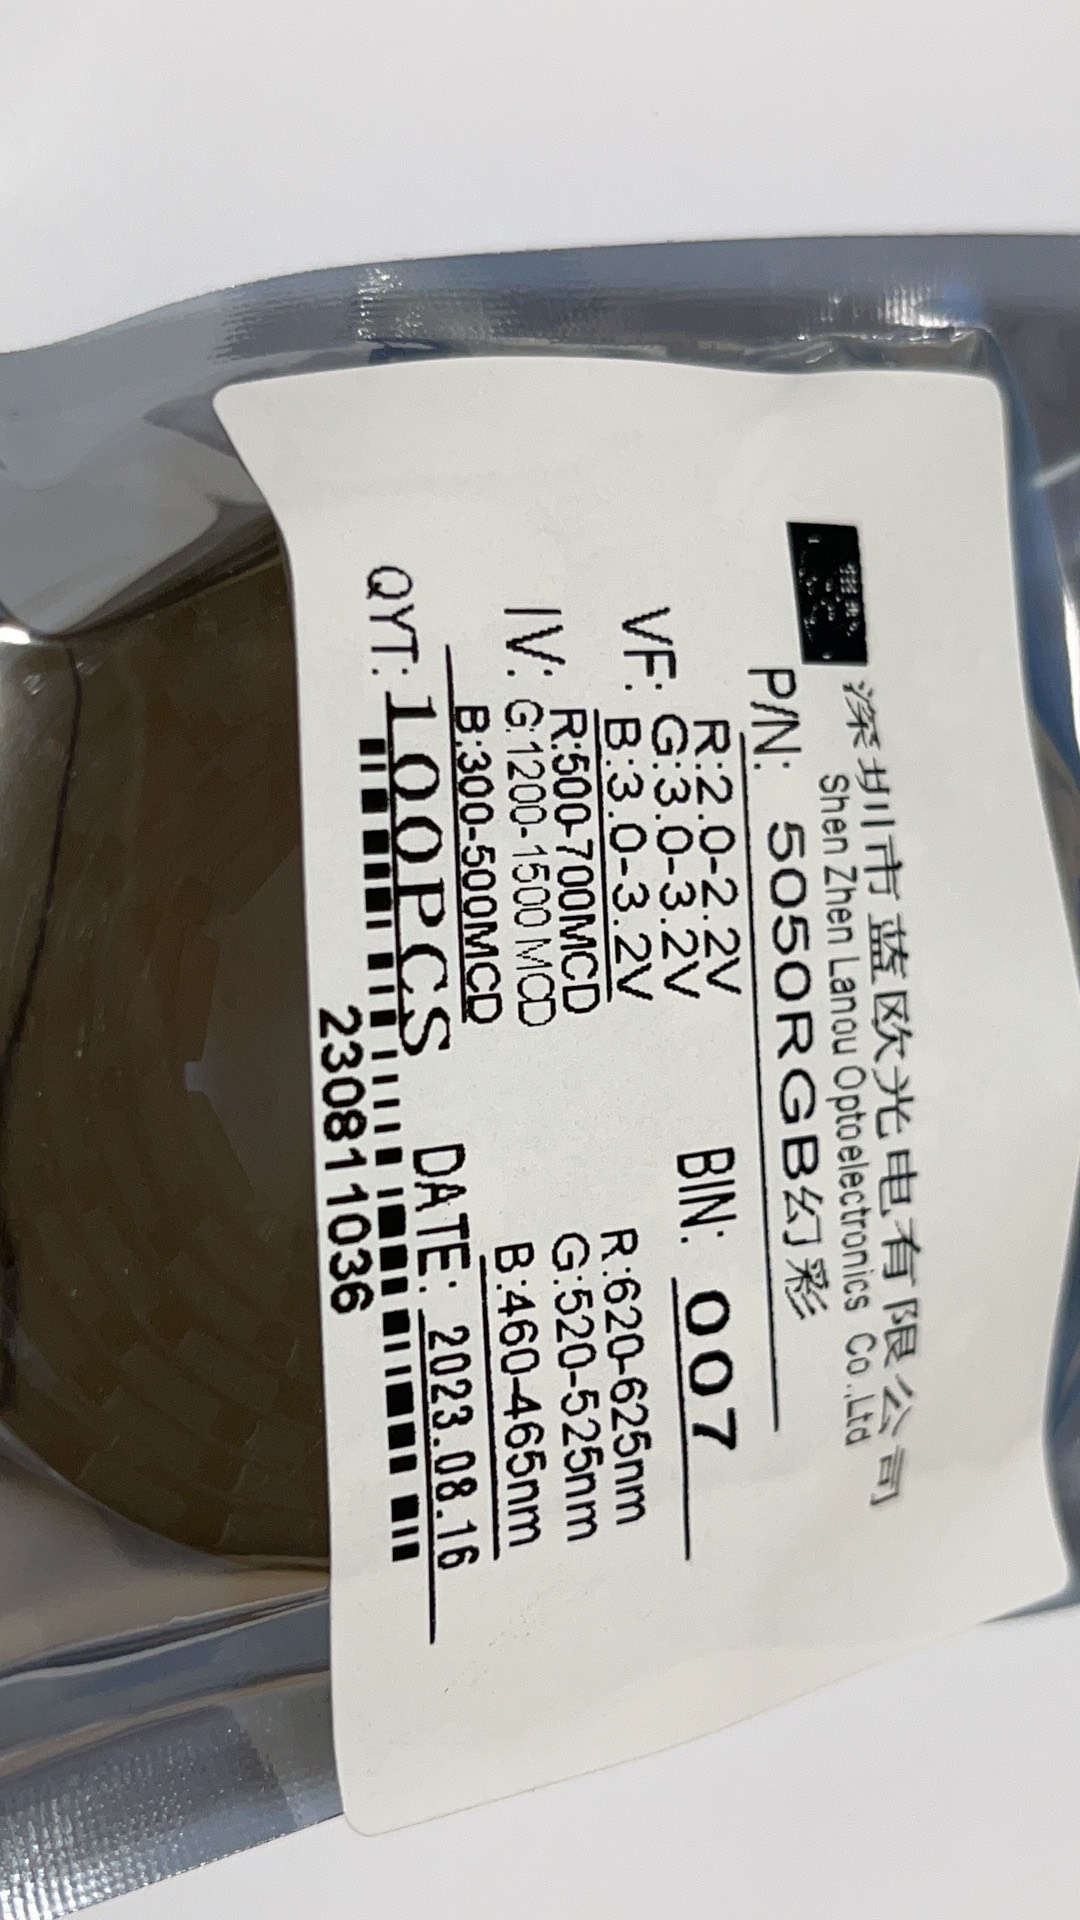 深圳市蓝欧光电有限公司
Shen Zhen Lanou Optoelectronics Co.,Ltd
P/N: 5050RGB幻彩
R:2.0-2.2V
VF: G:3.0-3.2V
B:3.0-3.2V
BIN: 007
R:500-700MCD
IV: G:1200-1500MCD
B:300-500MCD
R:620-625nm
G:520-525nm
B:460-465nm
QYT: 100PCS
DATE: 2023.08.16
230811036